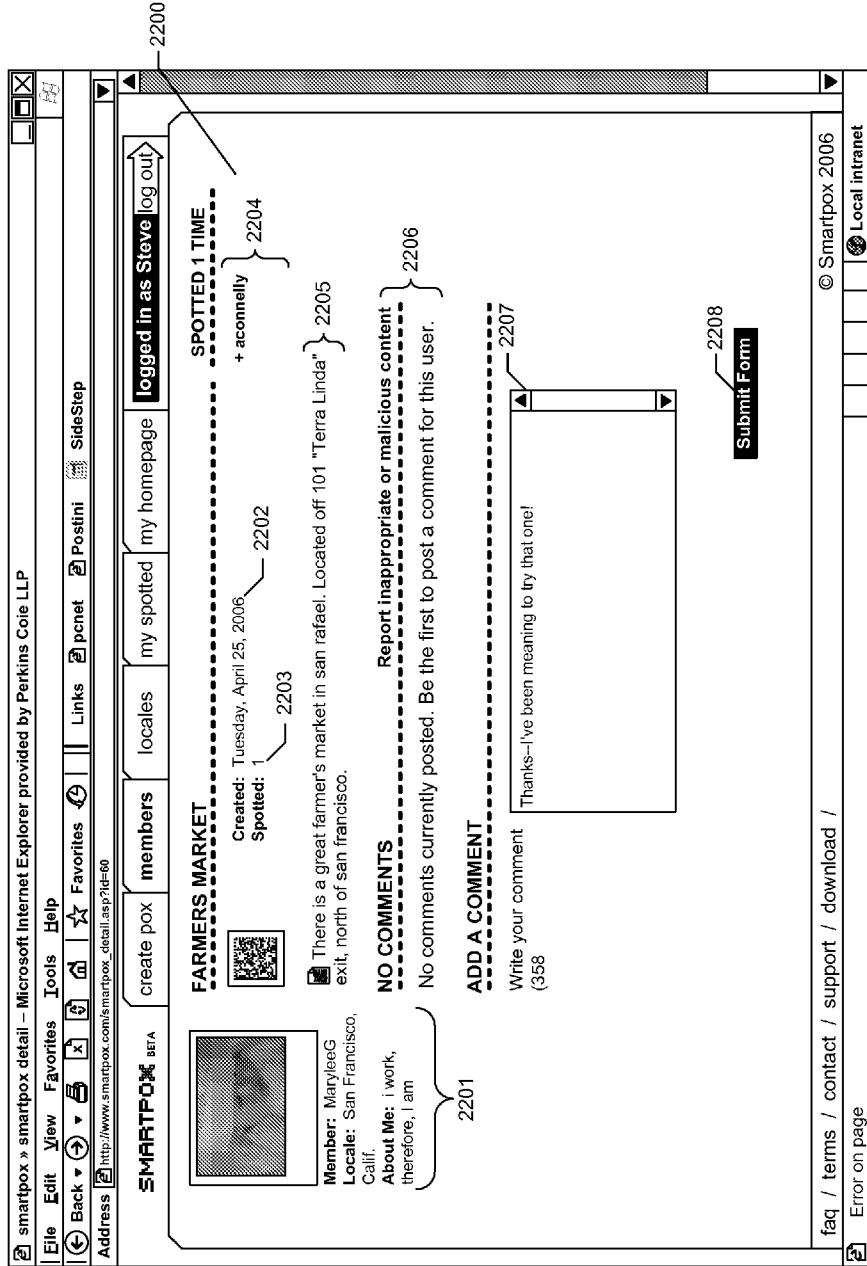 smartpox » smartpox detail – Microsoft Internet Explorer provided by Perkins Coie LLP
File Edit View Favorites Tools Help
Back Favorites Links pcnet Postini SideStep
Address http://www.smartpox.com/smartpox_detail.asp?id=60
SMARTPOX BETA
create pox members locales my spotted my homepage logged in as Steve log out
2200
Member: MaryleeG
Locale: San Francisco,
Calif.
About Me: i work,
therefore, I am
2201
FARMERS MARKET
SPOTTED 1 TIME
Created: Tuesday, April 25, 2006 2202
Spotted: 1 2203
+ aconnelly 2204
There is a great farmer's market in san rafael. Located off 101 "Terra Linda"
exit, north of san francisco.
2205
NO COMMENTS Report inappropriate or malicious content
2206
No comments currently posted. Be the first to post a comment for this user.
ADD A COMMENT
Write your comment
(358
2207
Thanks--I've been meaning to try that one!
2208
Submit Form
faq / terms / contact / support / download / © Smartpox 2006
Error on page Local intranet